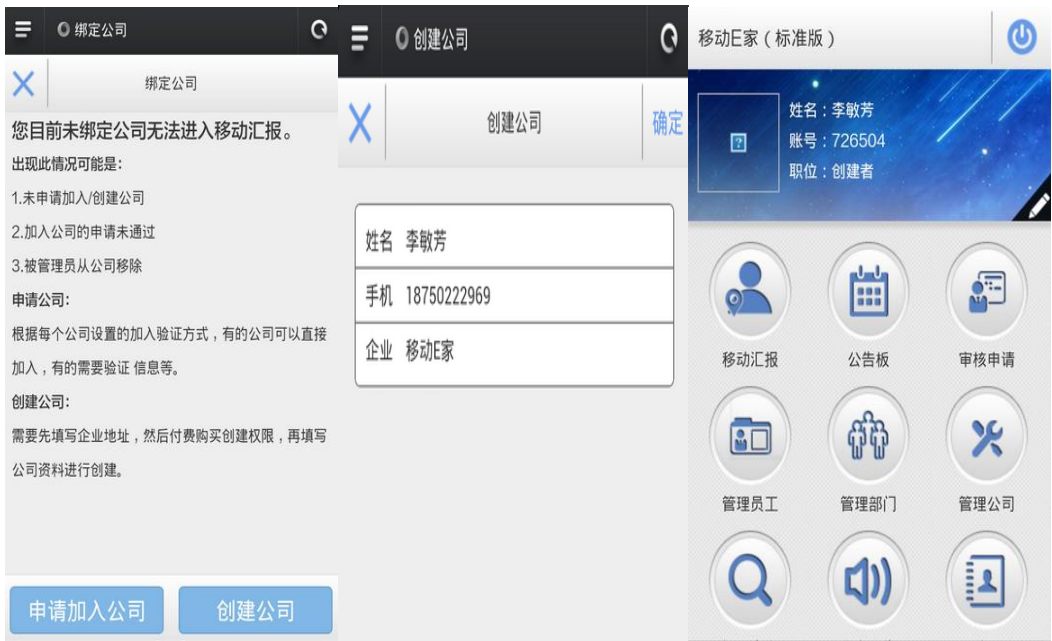 绑定公司
绑定公司
您目前未绑定公司无法进入移动汇报。
出现此情况可能是：
1.未申请加入/创建公司
2.加入公司的申请未通过
3.被管理员从公司移除
申请公司：
根据每个公司设置的加入验证方式，有的公司可以直接
加入，有的需要验证 信息等。
创建公司：
需要先填写企业地址，然后付费购买创建权限，再填写
公司资料进行创建。
申请加入公司 创建公司
创建公司
创建公司 确定
姓名 李敏芳
手机 18750222969
企业 移动E家
移动E家（标准版）
姓名：李敏芳
账号：726504
职位：创建者
移动汇报 公告板 审核申请
管理员工 管理部门 管理公司